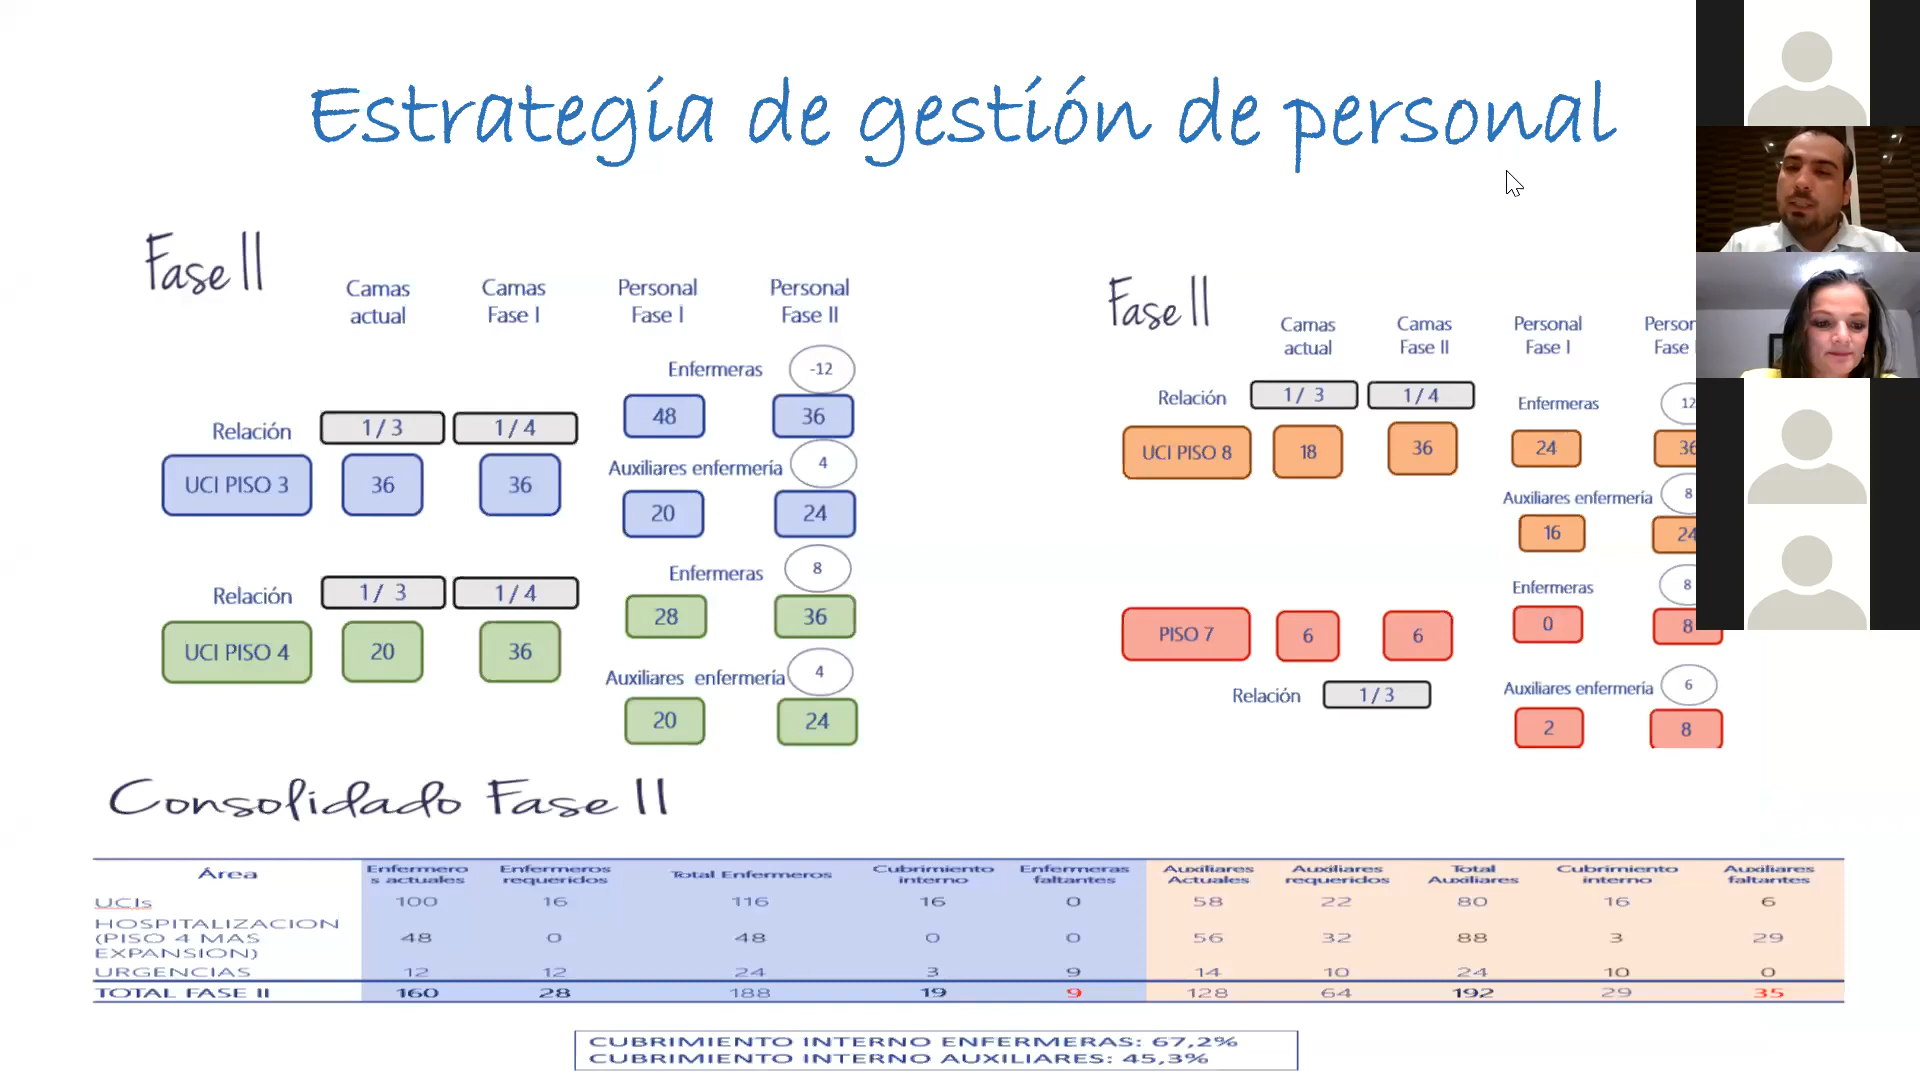 Estrategia de gestión de personal
Fase II
Camas actual
Camas Fase I
Personal Fase I
Personal Fase II
Enfermeras
-12
48
36
Relación
1 / 3
1 / 4
Auxiliares enfermería
4
UCI PISO 3
36
36
20
24
Enfermeras
8
Relación
1 / 3
1 / 4
28
36
UCI PISO 4
20
36
Auxiliares enfermería
4
20
24
Fase II
Camas actual
Camas Fase II
Personal Fase I
Relación
1 / 3
1 / 4
Enfermeras
12
UCI PISO 8
18
36
24
36
Auxiliares enfermería
8
16
24
Enfermeras
8
PISO 7
6
6
0
8
Relación
1 / 3
Auxiliares enfermería
6
2
8
Consolidado Fase II
Área Enfermeros actuales Enfermeros requeridos Total Enfermeros Cubrimiento interno Enfermeras faltantes Auxiliares Actuales Auxiliares requeridos Total Auxiliares Cubrimiento interno Auxiliares faltantes
UCIs 100 16 116 16 0 58 22 80 16 6
HOSPITALIZACION (PISO 4 MAS EXPANSION) 48 0 48 0 0 56 32 88 3 29
URGENCIAS 12 12 24 3 9 14 10 24 10 0
TOTAL FASE II 160 28 188 19 9 128 64 192 29 35
CUBRIMIENTO INTERNO ENFERMERAS: 67,2%
CUBRIMIENTO INTERNO AUXILIARES: 45,3%